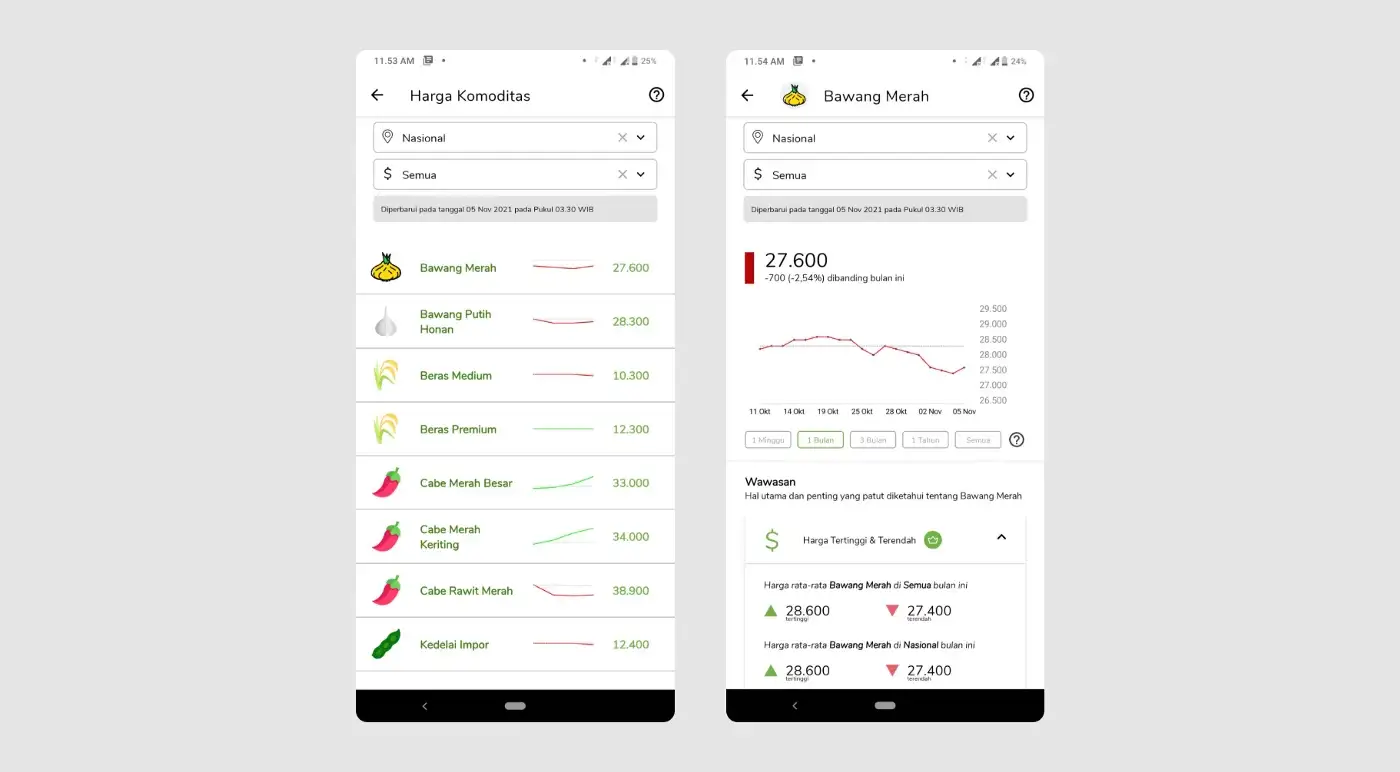 11.53 AM
25%
Harga Komoditas
Nasional
Semua
Diperbarui pada tanggal 05 Nov 2021 pada Pukul 03.30 WIB
Bawang Merah 27.600
Bawang Putih
Honan 28.300
Beras Medium 10.300
Beras Premium 12.300
Cabe Merah Besar 33.000
Cabe Merah
Keriting 34.000
Cabe Rawit Merah 38.900
Kedelai Impor 12.400
11.54 AM
24%
Bawang Merah
Nasional
Semua
Diperbarui pada tanggal 05 Nov 2021 pada Pukul 03.30 WIB
27.600
-700 (-2,54%) dibanding bulan ini
29.500
29.000
28.500
28.000
27.500
27.000
26.500
11 Okt 14 Okt 19 Okt 25 Okt 28 Okt 02 Nov 05 Nov
1 Minggu 1 Bulan 3 Bulan 1 Tahun Semua
Wawasan
Hal utama dan penting yang patut diketahui tentang Bawang Merah
Harga Tertinggi & Terendah
Harga rata-rata Bawang Merah di Semua bulan ini
28.600 27.400
tertinggi terendah
Harga rata-rata Bawang Merah di Nasional bulan ini
28.600 27.400
tertinggi terendah